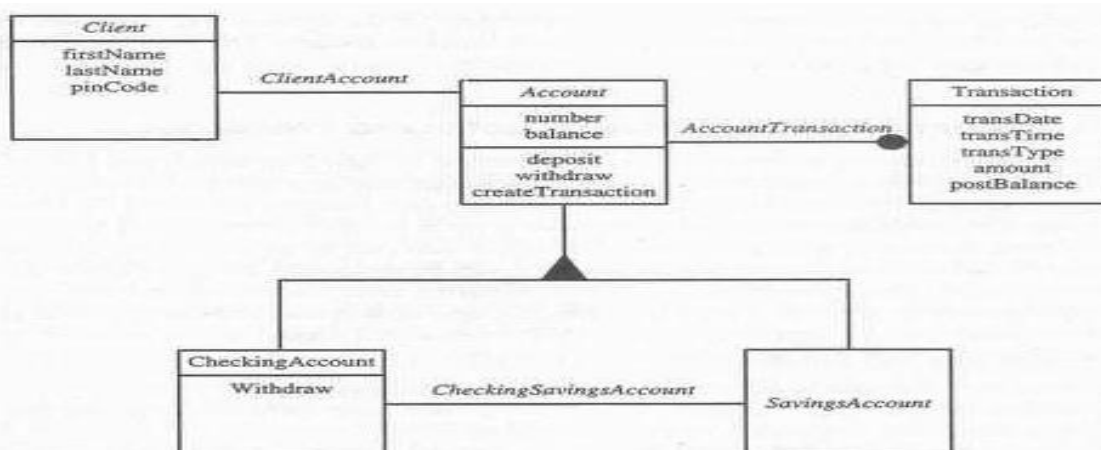 Client
firstName
lastName
pinCode
ClientAccount
Account
number
balance
deposit
withdraw
createTransaction
AccountTransaction
Transaction
transDate
transTime
transType
amount
postBalance
CheckingAccount
Withdraw
CheckingSavingsAccount
SavingsAccount